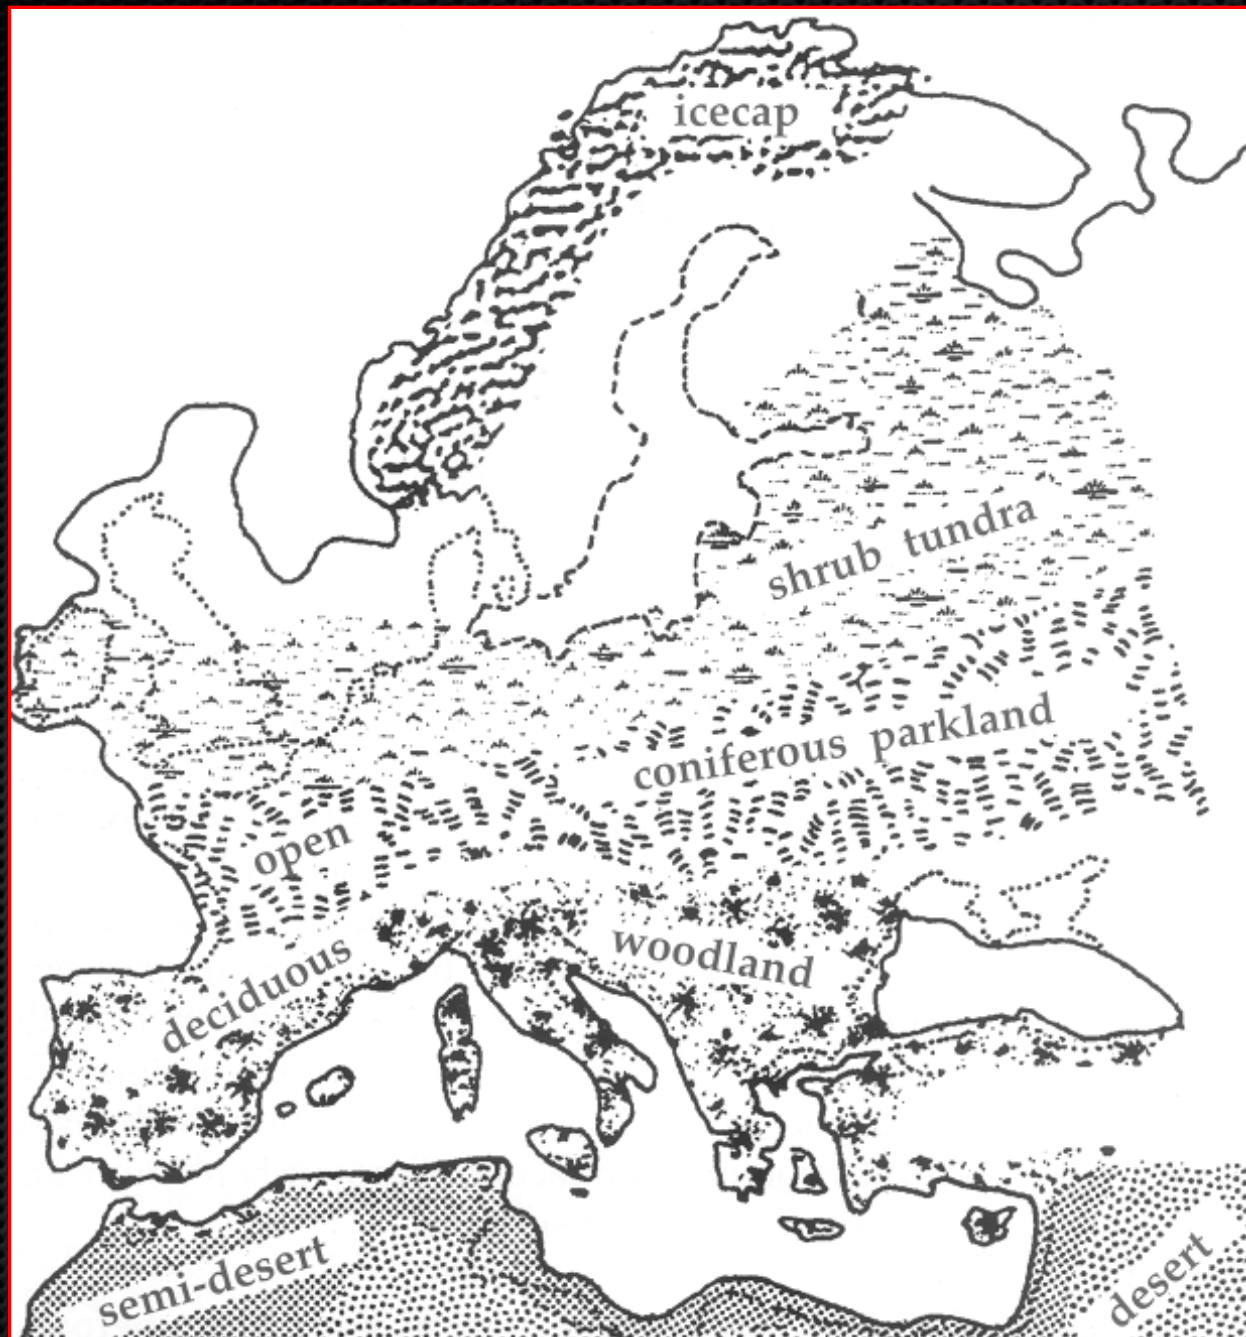 icecap
shrub tundra
coniferous parkland
open
deciduous
woodland
semi-desert
desert